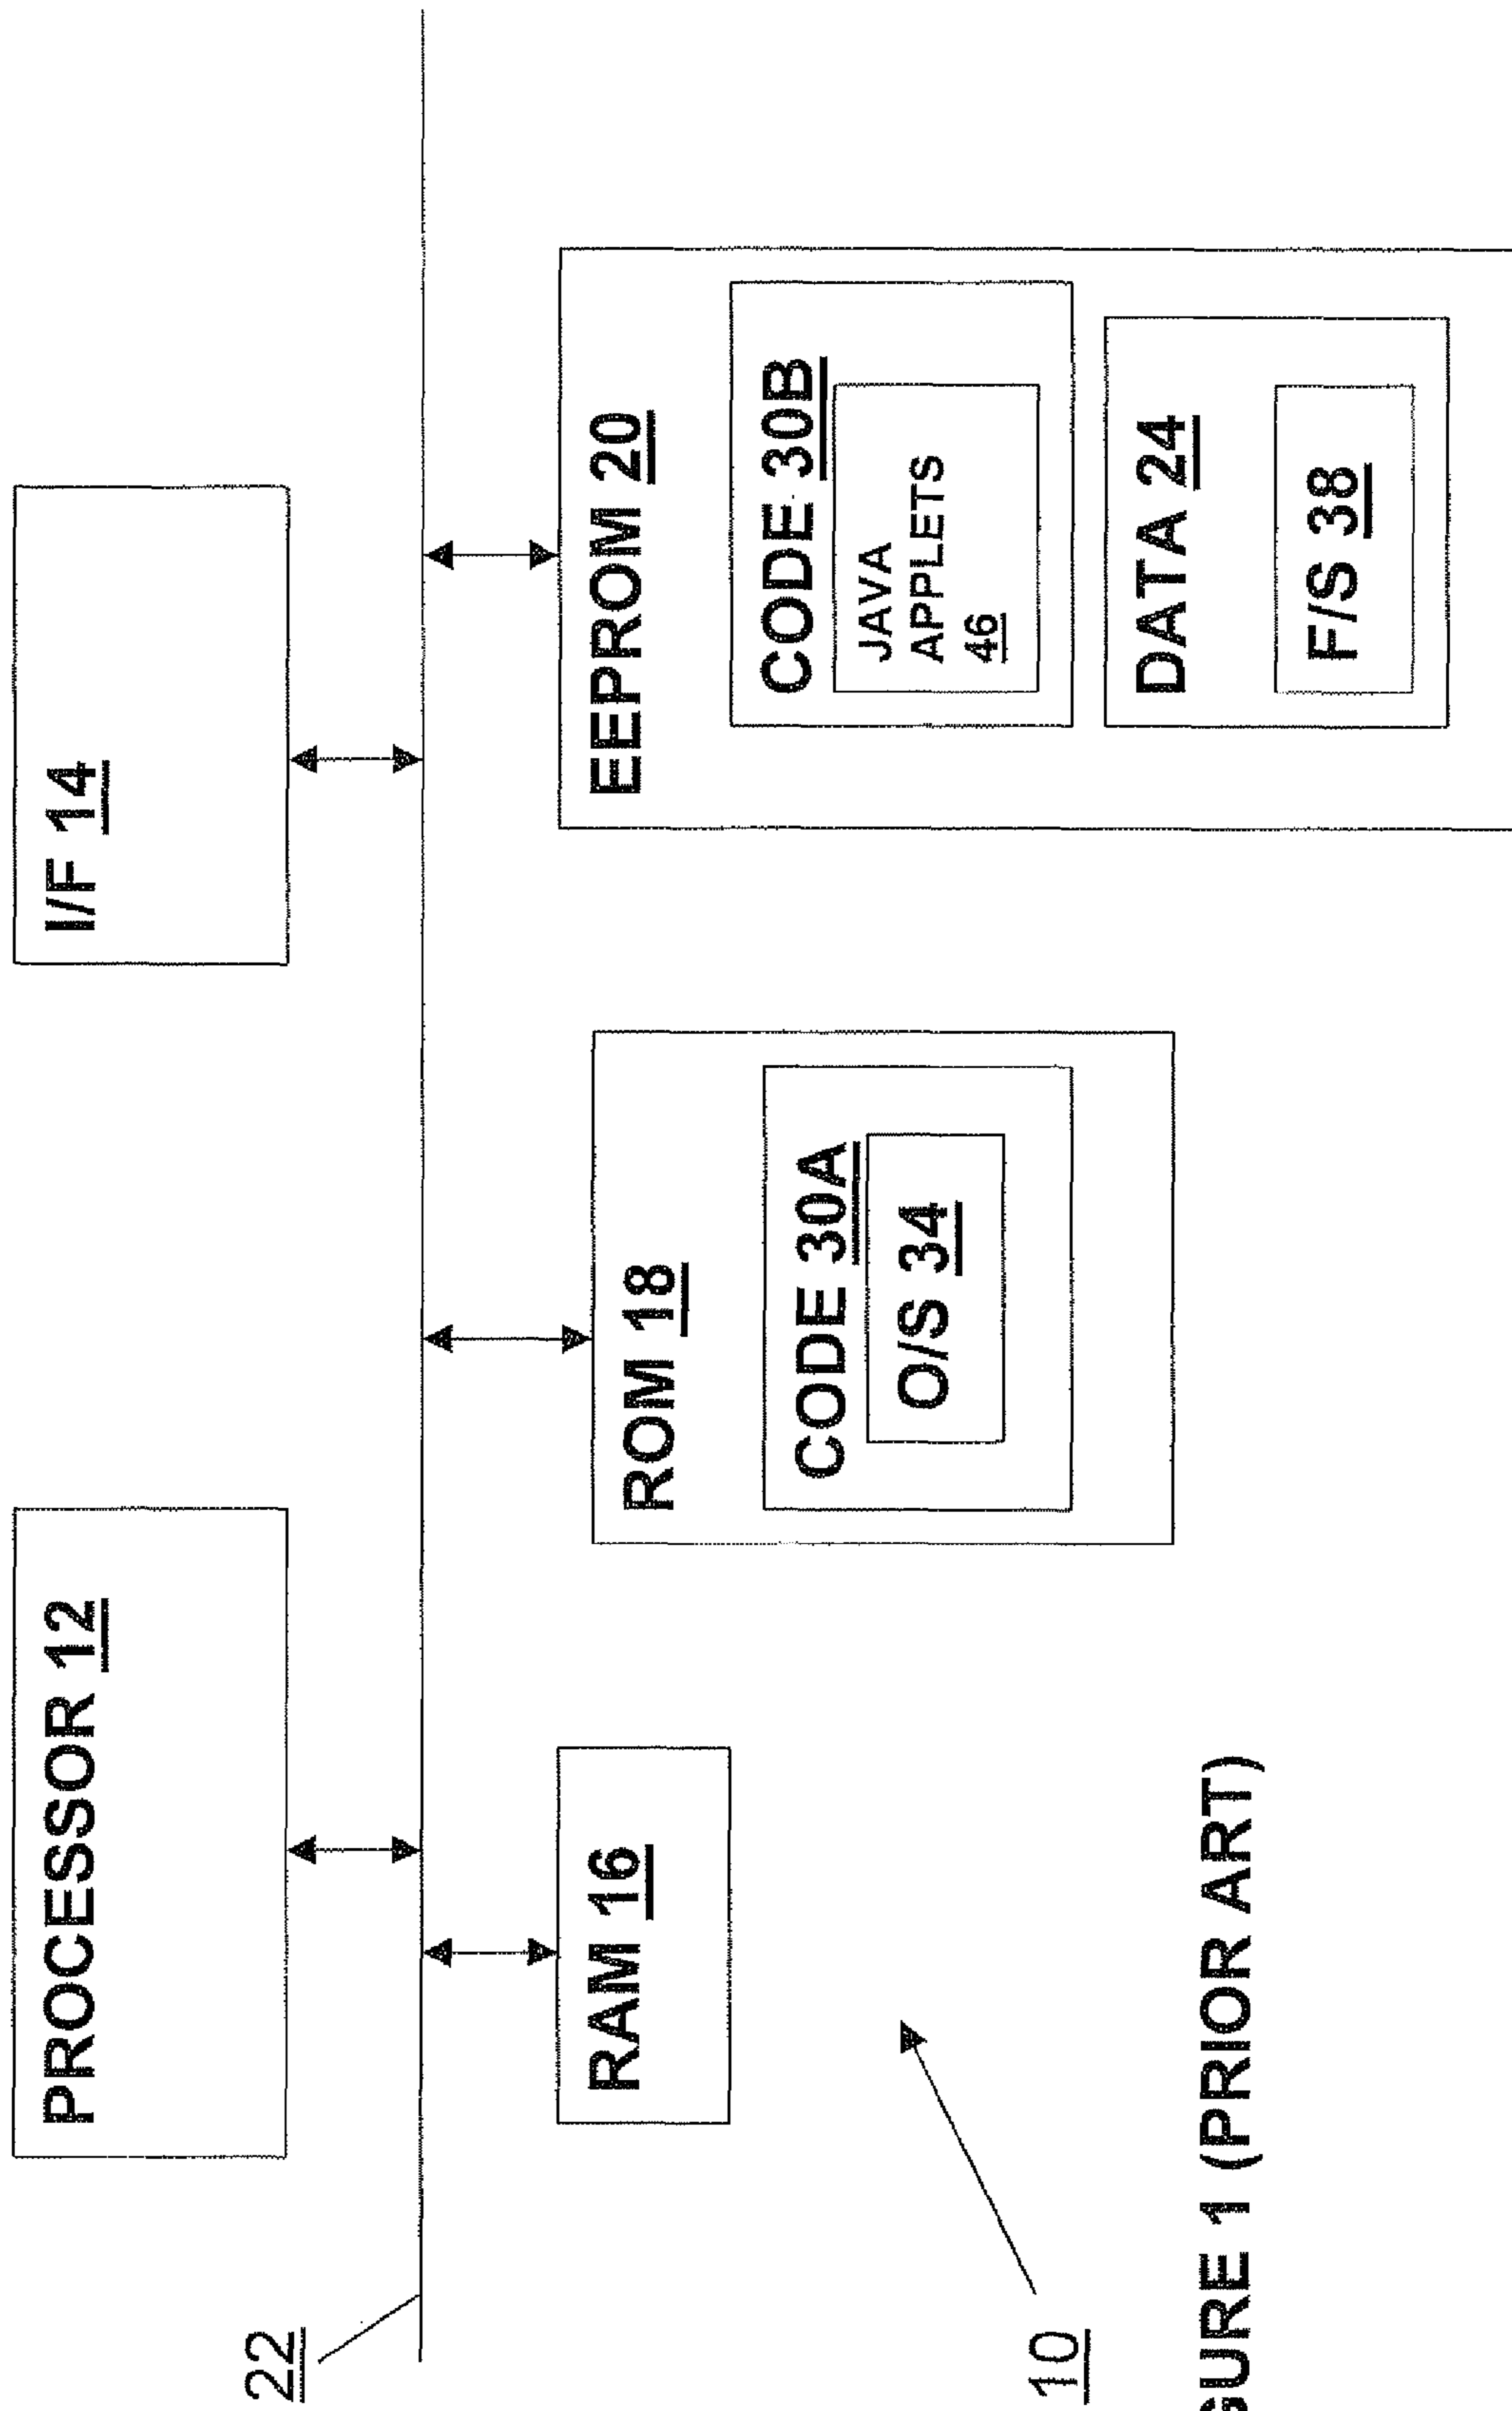 PROCESSOR 12
I/F 14
22
RAM 16
ROM 18
CODE 30A
O/S 34
EEPROM 20
CODE 30B
JAVA
APPLETS
46
DATA 24
F/S 38
10
GURE 1 (PRIOR ART)